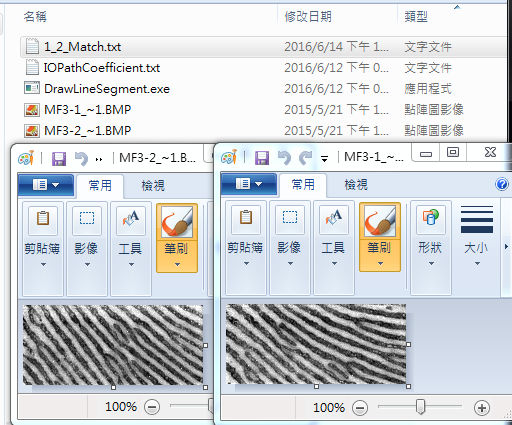 名稱 修改日期 類型
1_2_Match.txt 2016/6/14 下午 1... 文字文件
IOPathCoefficient.txt 2016/6/12 下午 0... 文字文件
DrawLineSegment.exe 2016/6/12 下午 0... 應用程式
MF3-1_~1.BMP 2015/5/21 下午 1... 點陣圖影像
MF3-2_~1.BMP 2015/5/21 下午 1... 點陣圖影像
MF3-2_~1.B...
常用 檢視
剪貼簿 影像 工具 筆刷
100%
MF3-1_~...
常用 檢視
剪貼簿 影像 工具 筆刷 形狀 大小
100%